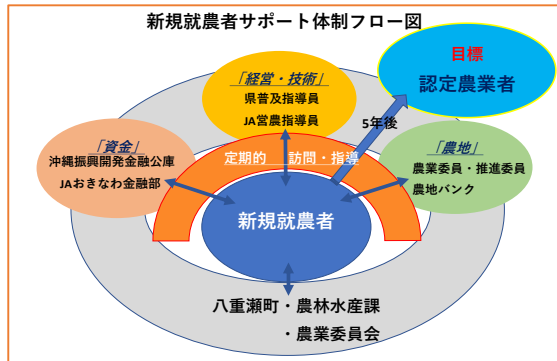 新規就農者サポート体制フロー図
目標
認定農業者
「経営・技術」
県普及指導員
JA営農指導員
5年後
「資金」
沖縄振興開発金融公庫
JAおきなわ金融部
定期的　訪問・指導
「農地」
農業委員・推進委員
農地バンク
新規就農者
八重瀬町・農林水産課
・農業委員会